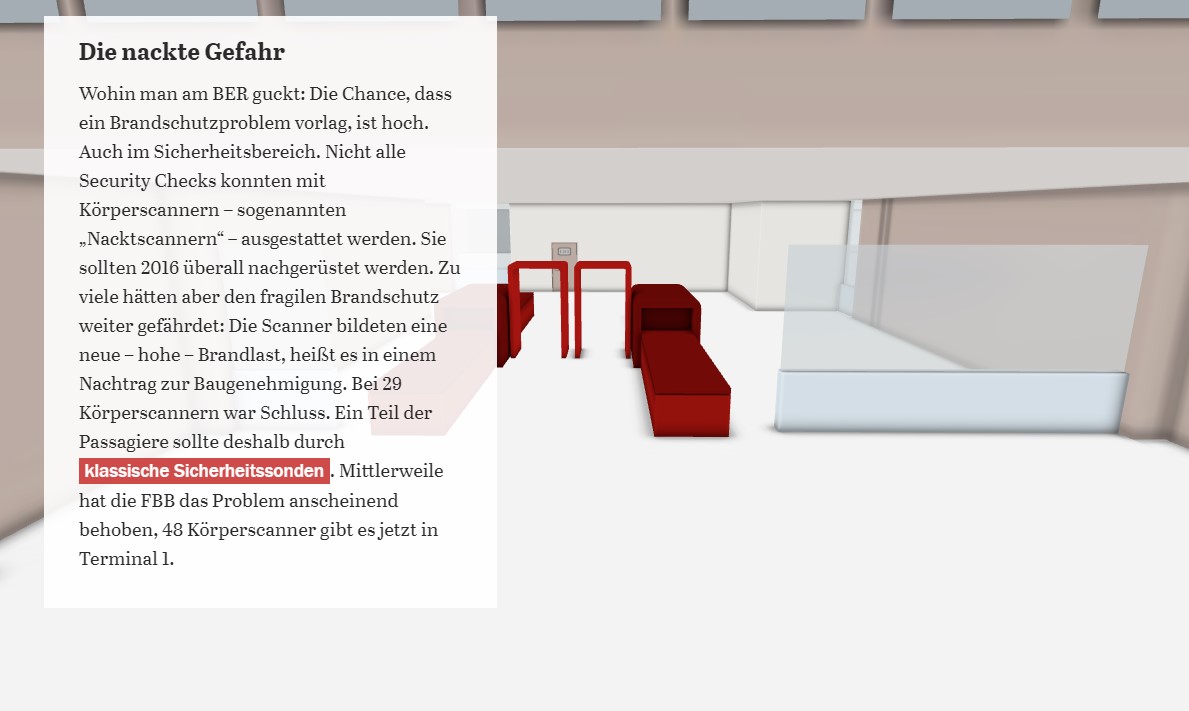 Die nackte Gefahr
Wohin man am BER guckt: Die Chance, dass
ein Brandschutzproblem vorlag, ist hoch.
Auch im Sicherheitsbereich. Nicht alle
Security Checks konnten mit
Körperscannern – sogenannten
„Nacktscannern“ – ausgestattet werden. Sie
sollten 2016 überall nachgerüstet werden. Zu
viele hätten aber den fragilen Brandschutz
weiter gefährdet: Die Scanner bildeten eine
neue – hohe – Brandlast, heißt es in einem
Nachtrag zur Baugenehmigung. Bei 29
Körperscannern war Schluss. Ein Teil der
Passagiere sollte deshalb durch
klassische Sicherheitssonden. Mittlerweile
hat die FBB das Problem anscheinend
behoben, 48 Körperscanner gibt es jetzt in
Terminal 1.